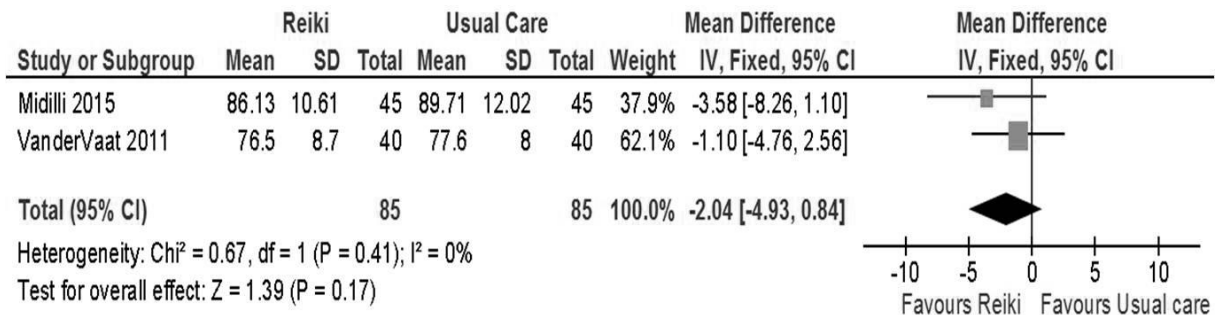 Reiki Usual Care Mean Difference Mean Difference
Study or Subgroup Mean SD Total Mean SD Total Weight IV, Fixed, 95% CI IV, Fixed, 95% CI
Midilli 2015 86.13 10.61 45 89.71 12.02 45 37.9% -3.58 [-8.26, 1.10]
VanderVaat 2011 76.5 8.7 40 77.6 8 40 62.1% -1.10 [-4.76, 2.56]
Total (95% CI) 85 85 100.0% -2.04 [-4.93, 0.84]
Heterogeneity: Chi² = 0.67, df = 1 (P = 0.41); I² = 0%
Test for overall effect: Z = 1.39 (P = 0.17)
-10 -5 0 5 10
Favours Reiki Favours Usual care